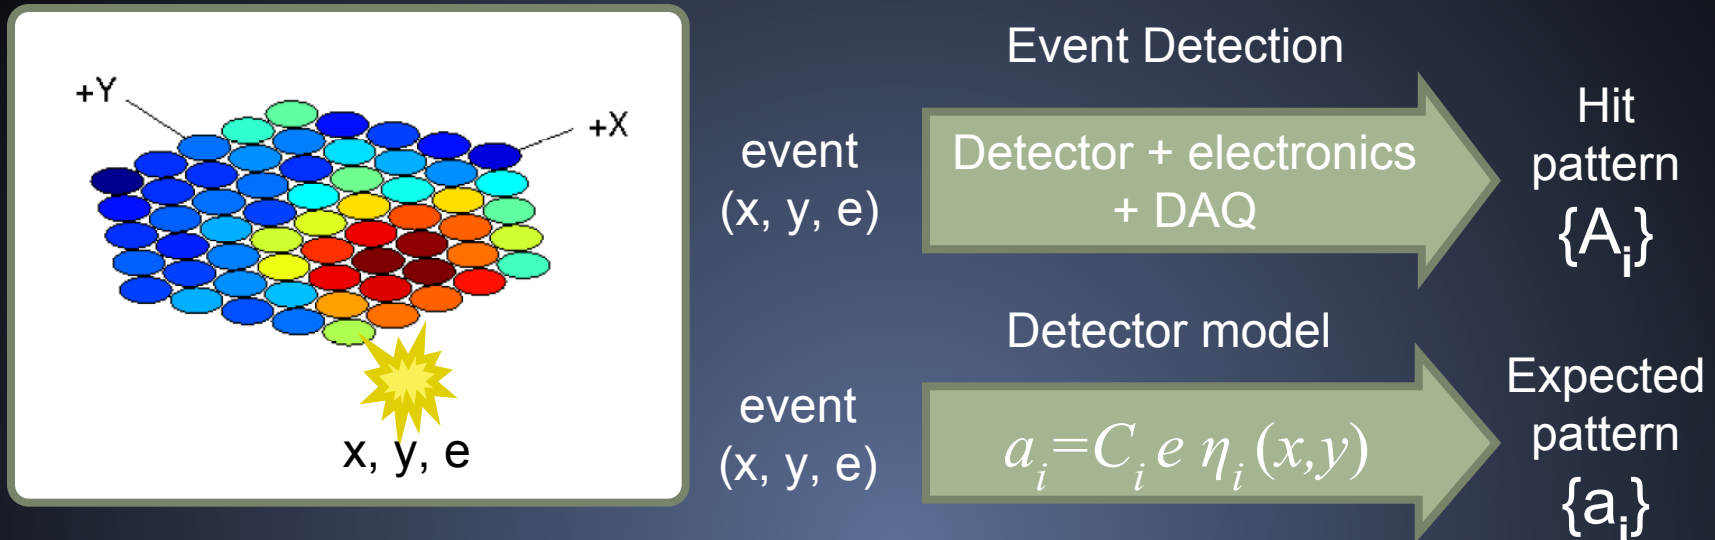 +Y
+X
x, y, e
Event Detection
event
(x, y, e)
Detector + electronics
+ DAQ
Hit
pattern
{Aᵢ}
Detector model
event
(x, y, e)
aᵢ=Cᵢ e ηᵢ (x,y)
Expected
pattern
{aᵢ}